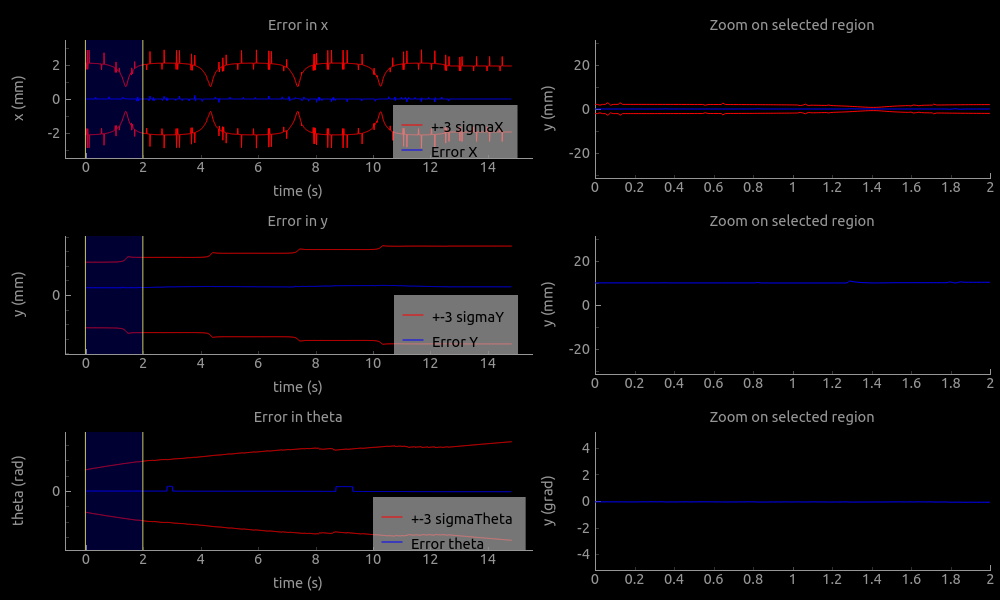 Error in x
x (mm)
2
0
-2
+-3 sigmaX
Error X
0 2 4 6 8 10 12 14
time (s)
Zoom on selected region
y (mm)
20
0
-20
0 0.2 0.4 0.6 0.8 1 1.2 1.4 1.6 1.8 2
Error in y
y (mm)
0
+-3 sigmaY
Error Y
0 2 4 6 8 10 12 14
time (s)
Zoom on selected region
y (mm)
20
0
-20
0 0.2 0.4 0.6 0.8 1 1.2 1.4 1.6 1.8 2
Error in theta
theta (rad)
0
+-3 sigmaTheta
Error theta
0 2 4 6 8 10 12 14
time (s)
Zoom on selected region
y (grad)
4
2
0
-2
-4
0 0.2 0.4 0.6 0.8 1 1.2 1.4 1.6 1.8 2